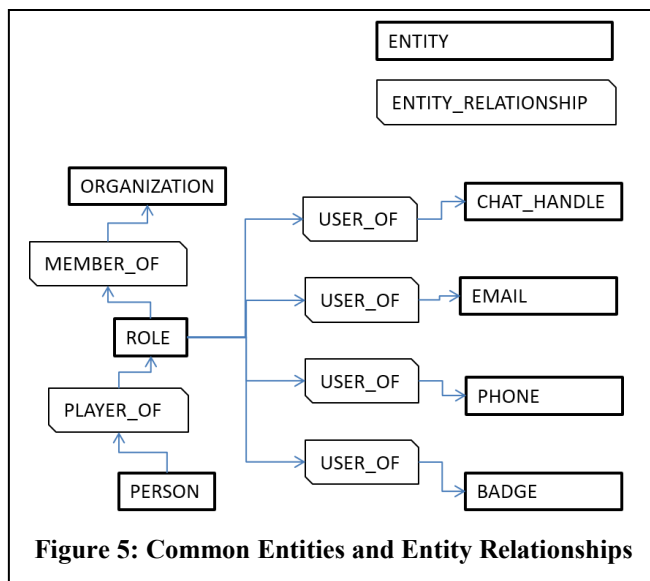 ENTITY
ENTITY_RELATIONSHIP
ORGANIZATION
MEMBER_OF
ROLE
PLAYER_OF
PERSON
USER_OF
CHAT_HANDLE
USER_OF
EMAIL
USER_OF
PHONE
USER_OF
BADGE
Figure 5: Common Entities and Entity Relationships